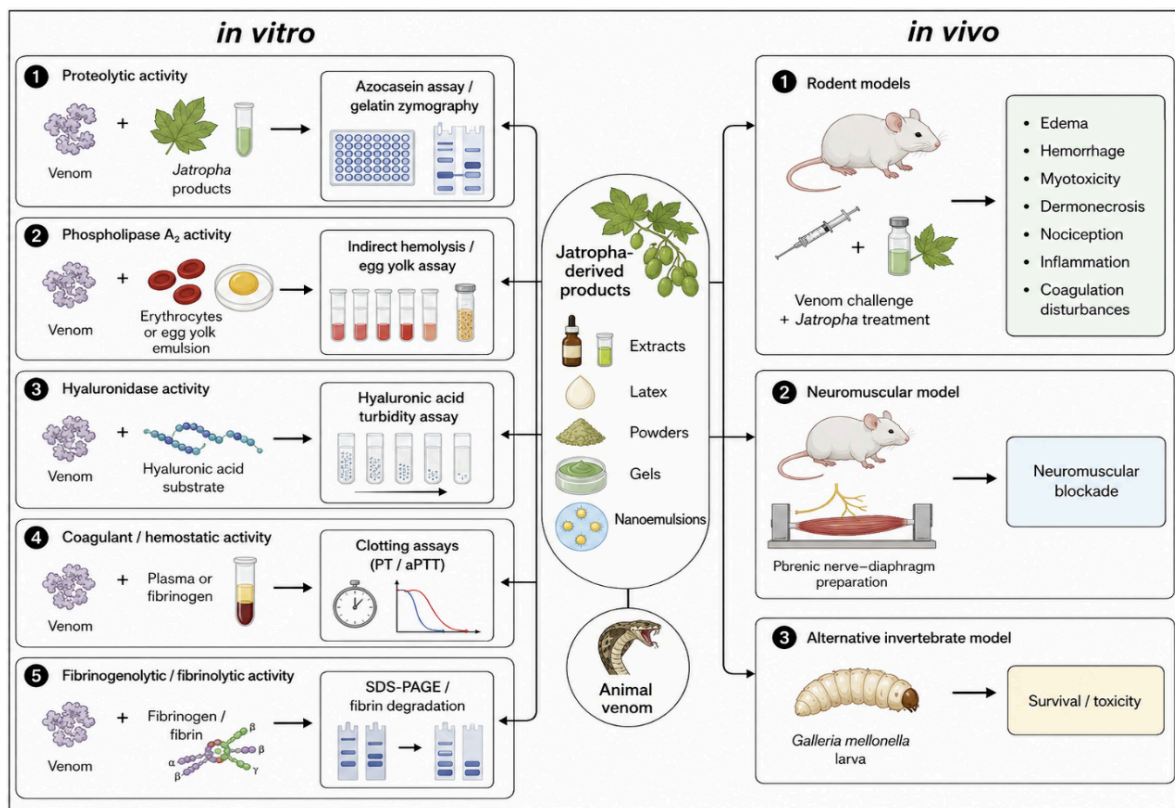 in vitro
1 Proteolytic activity
Venom
+
Jatropha
products
Azocasein assay /
gelatin zymography
2 Phospholipase A₂ activity
Venom
+
Erythrocytes
or egg yolk
emulsion
Indirect hemolysis /
egg yolk assay
3 Hyaluronidase activity
Venom
+
Hyaluronic acid
substrate
Hyaluronic acid
turbidity assay
4 Coagulant / hemostatic activity
Venom
+
Plasma or
fibrinogen
Clotting assays
(PT / aPTT)
5 Fibrinogenolytic / fibrinolytic activity
Venom
+
Fibrinogen /
fibrin
α
β
β
β
γ
SDS-PAGE /
fibrin degradation
Jatropha-
derived
products
Extracts
Latex
Powders
Gels
Nanoemulsions
Animal
venom
in vivo
1 Rodent models
+
Venom challenge
+ Jatropha treatment
• Edema
• Hemorrhage
• Myotoxicity
• Dermonecrosis
• Nociception
• Inflammation
• Coagulation
disturbances
2 Neuromuscular model
Pbrenic nerve–diaphragm
preparation
Neuromuscular
blockade
3 Alternative invertebrate model
Galleria mellonella
larva
Survival / toxicity